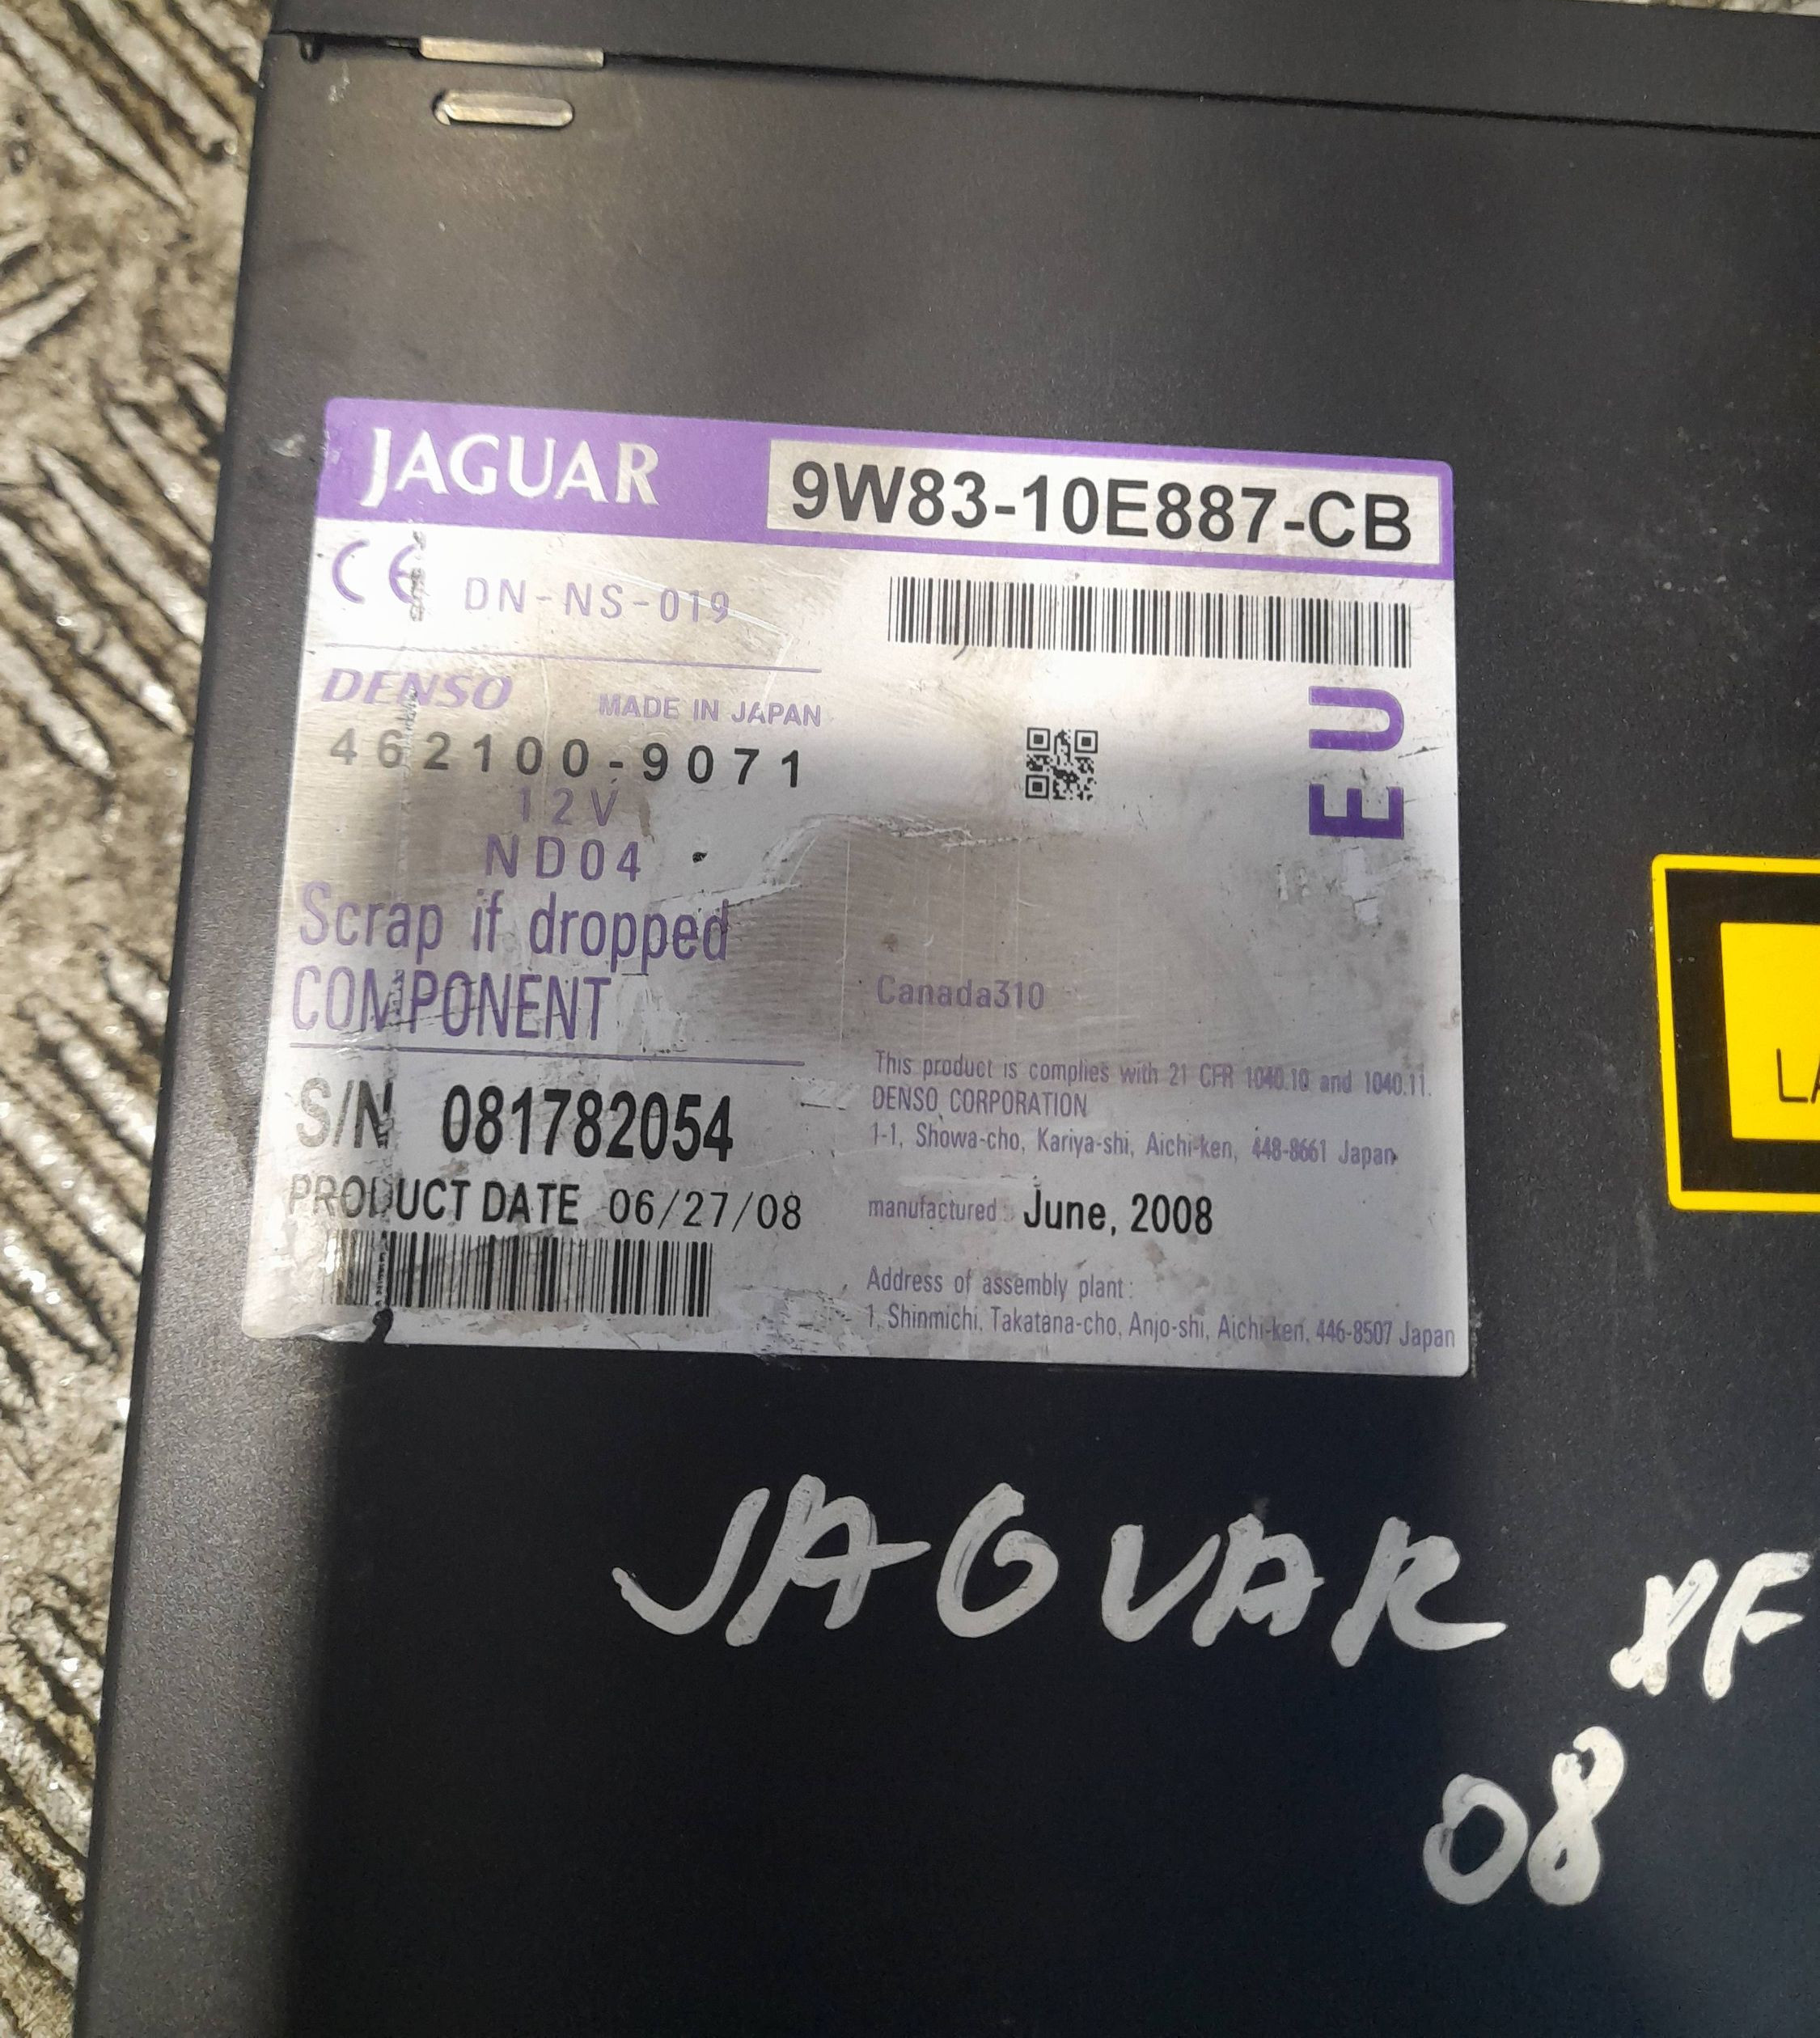 JAGUAR 9W83-10E887-CB
CE DN-NS-019
DENSO MADE IN JAPAN
462100-9071
12V
ND04
EU
Scrap if dropped
COMPONENT
Canada310
S/N 081782054
PRODUCT DATE 06/27/08
This product is complies with 21 CFR 1040.10 and 1040.11.
DENSO CORPORATION
1-1, Showa-cho, Kariya-shi, Aichi-ken, 448-8661 Japan
manufactured: June, 2008
Address of assembly plant:
1, Shinmichi, Takatana-cho, Anjo-shi, Aichi-ken, 446-8507 Japan
JAGUAR XF
08